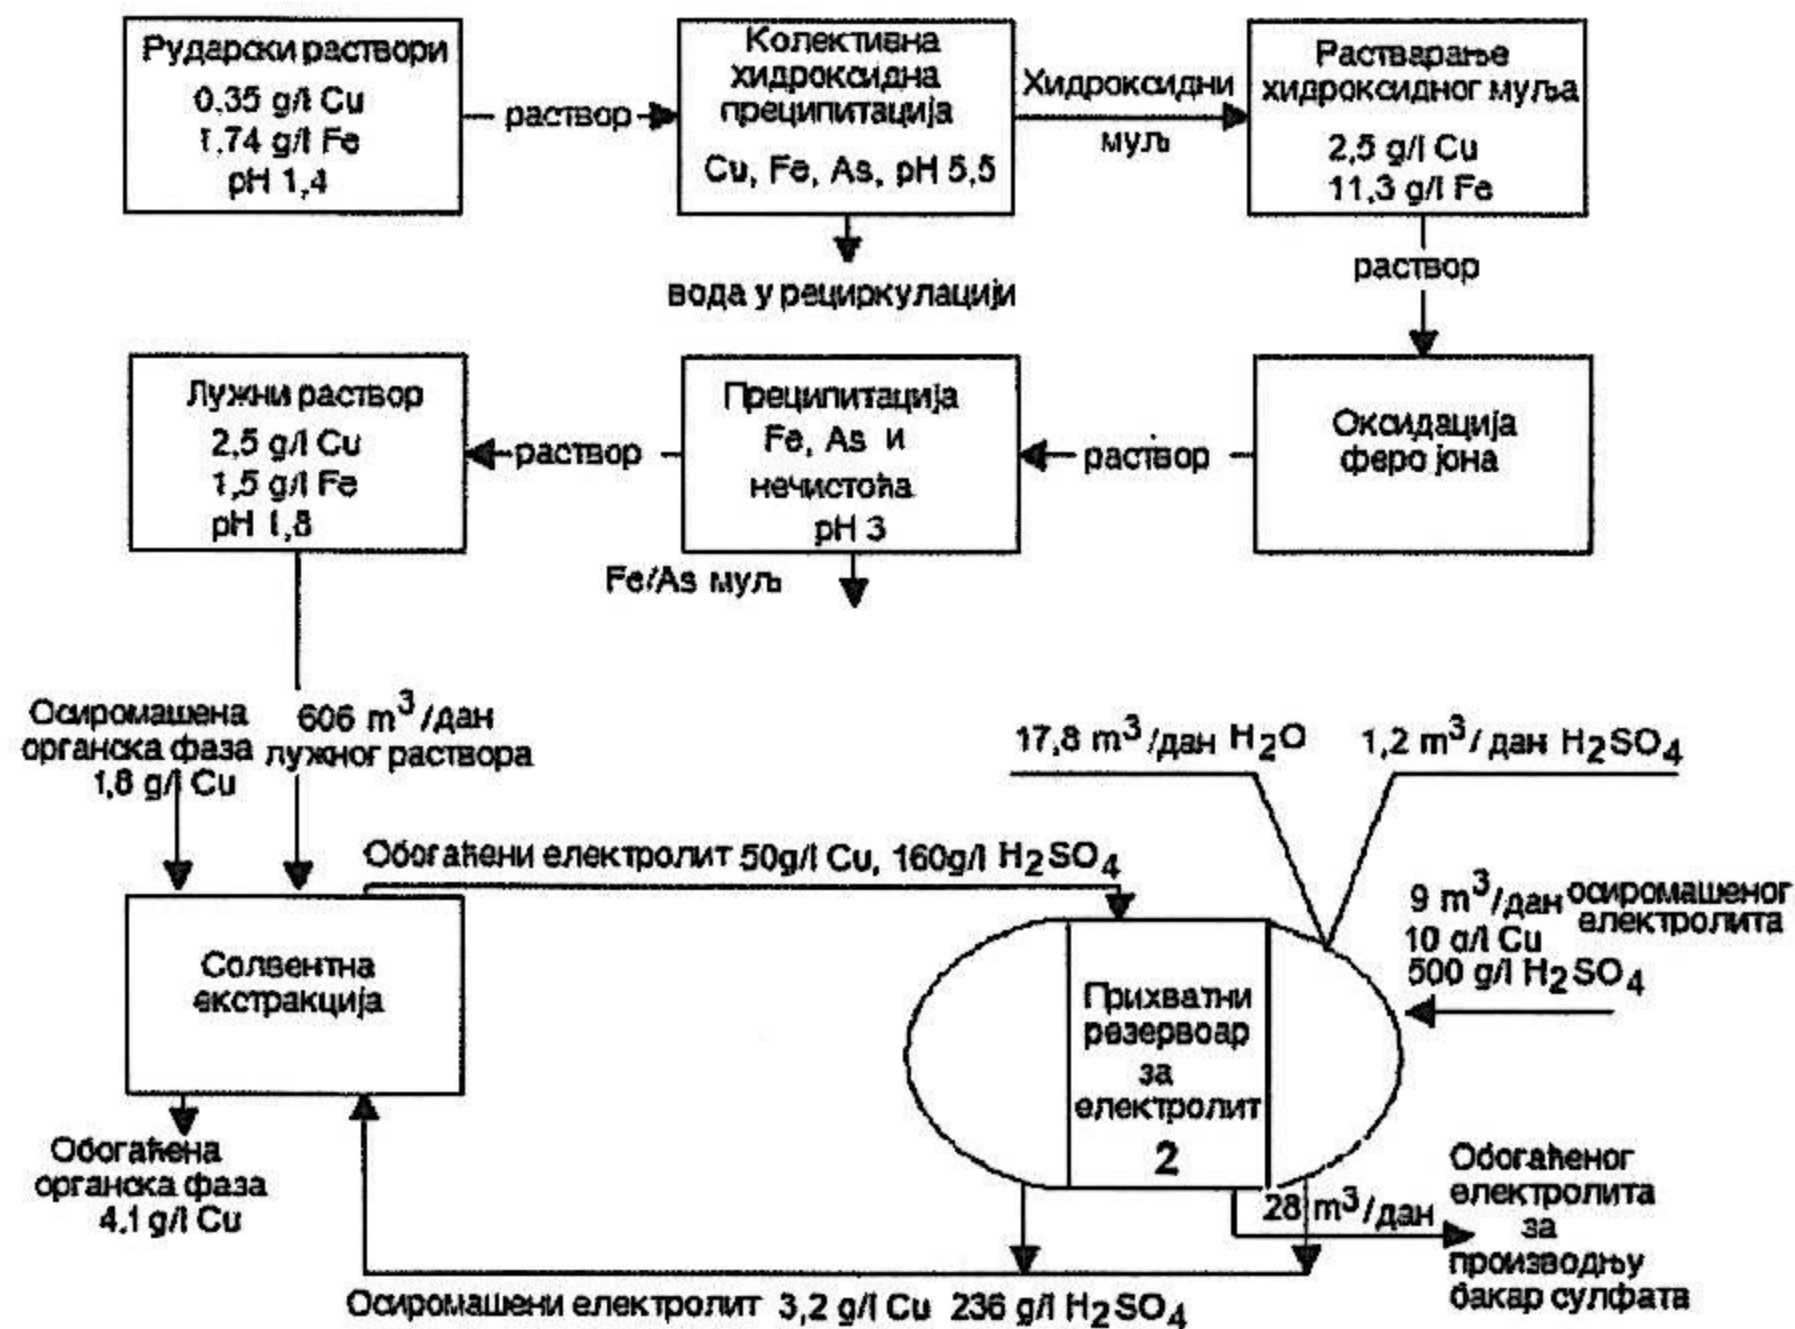 Рударски раствори
0,35 g/l Cu
1,74 g/l Fe
pH 1,4
раствор
Колективна
хидроксидна
преципитација
Cu, Fe, As, pH 5,5
Хидроксидни
муљ
Растварање
хидроксидног муља
2,5 g/l Cu
11,3 g/l Fe
вода у рециркулацији
раствор
Лужни раствор
2,5 g/l Cu
1,5 g/l Fe
pH 1,8
раствор
Преципитација
Fe, As и
нечистоћа
pH 3
раствор
Оксидација
феро јона
Fe/As муљ
Осиромашена
органска фаза
1,8 g/l Cu
606 m³/дан
лужног раствора
17,8 m³/дан H₂O
1,2 m³/дан H₂SO₄
Обогаћени електролит 50g/l Cu, 160g/l H₂SO₄
9 m³/дан осиромашеног
електролита
10 g/l Cu
500 g/l H₂SO₄
Солвентна
екстракција
Прихватни
резервоар
за
електролит
2
Обогаћена
органска фаза
4,1 g/l Cu
28 m³/дан
Обогаћеног
електролита
за
производњу
бакар сулфата
Осиромашени електролит 3,2 g/l Cu 236 g/l H₂SO₄